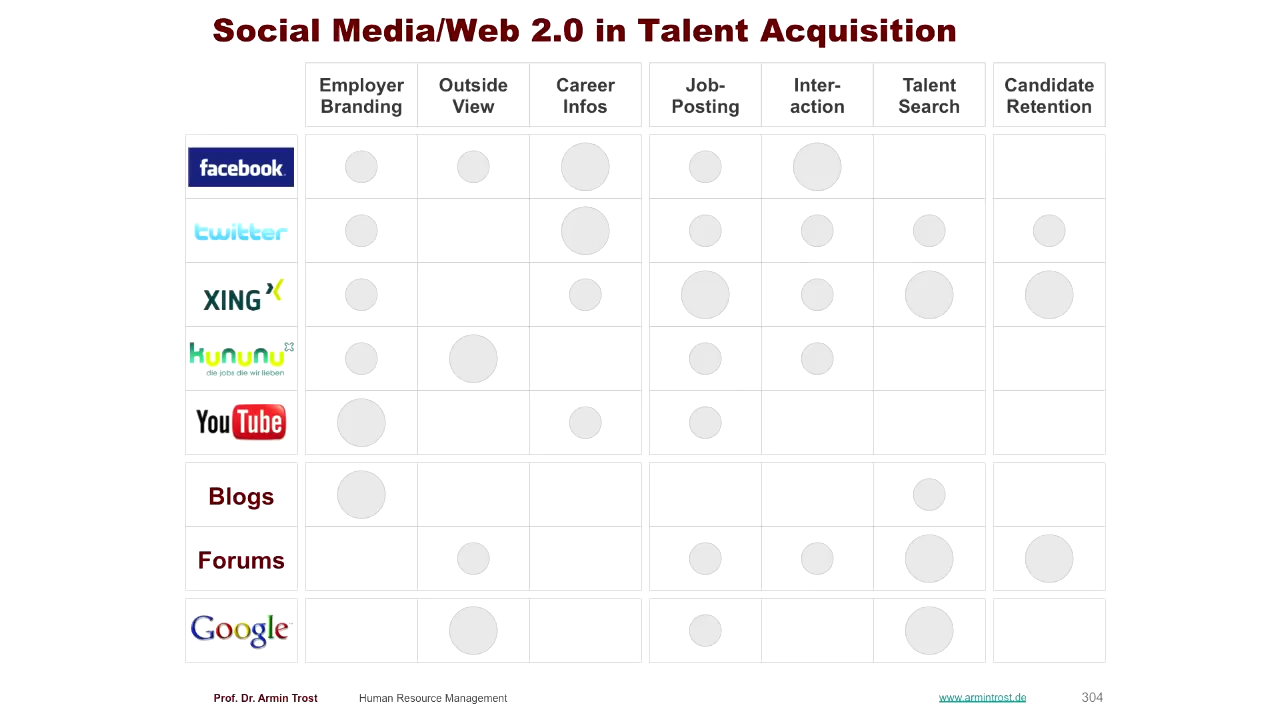 Social Media/Web 2.0 in Talent Acquisition
Employer
Branding
Outside
View
Career
Infos
Job-
Posting
Inter-
action
Talent
Search
Candidate
Retention
facebook.
twitter
XING
kununu
die jobs die wir lieben
YouTube
Blogs
Forums
Google
Prof. Dr. Armin Trost
Human Resource Management
www.armintrost.de
304